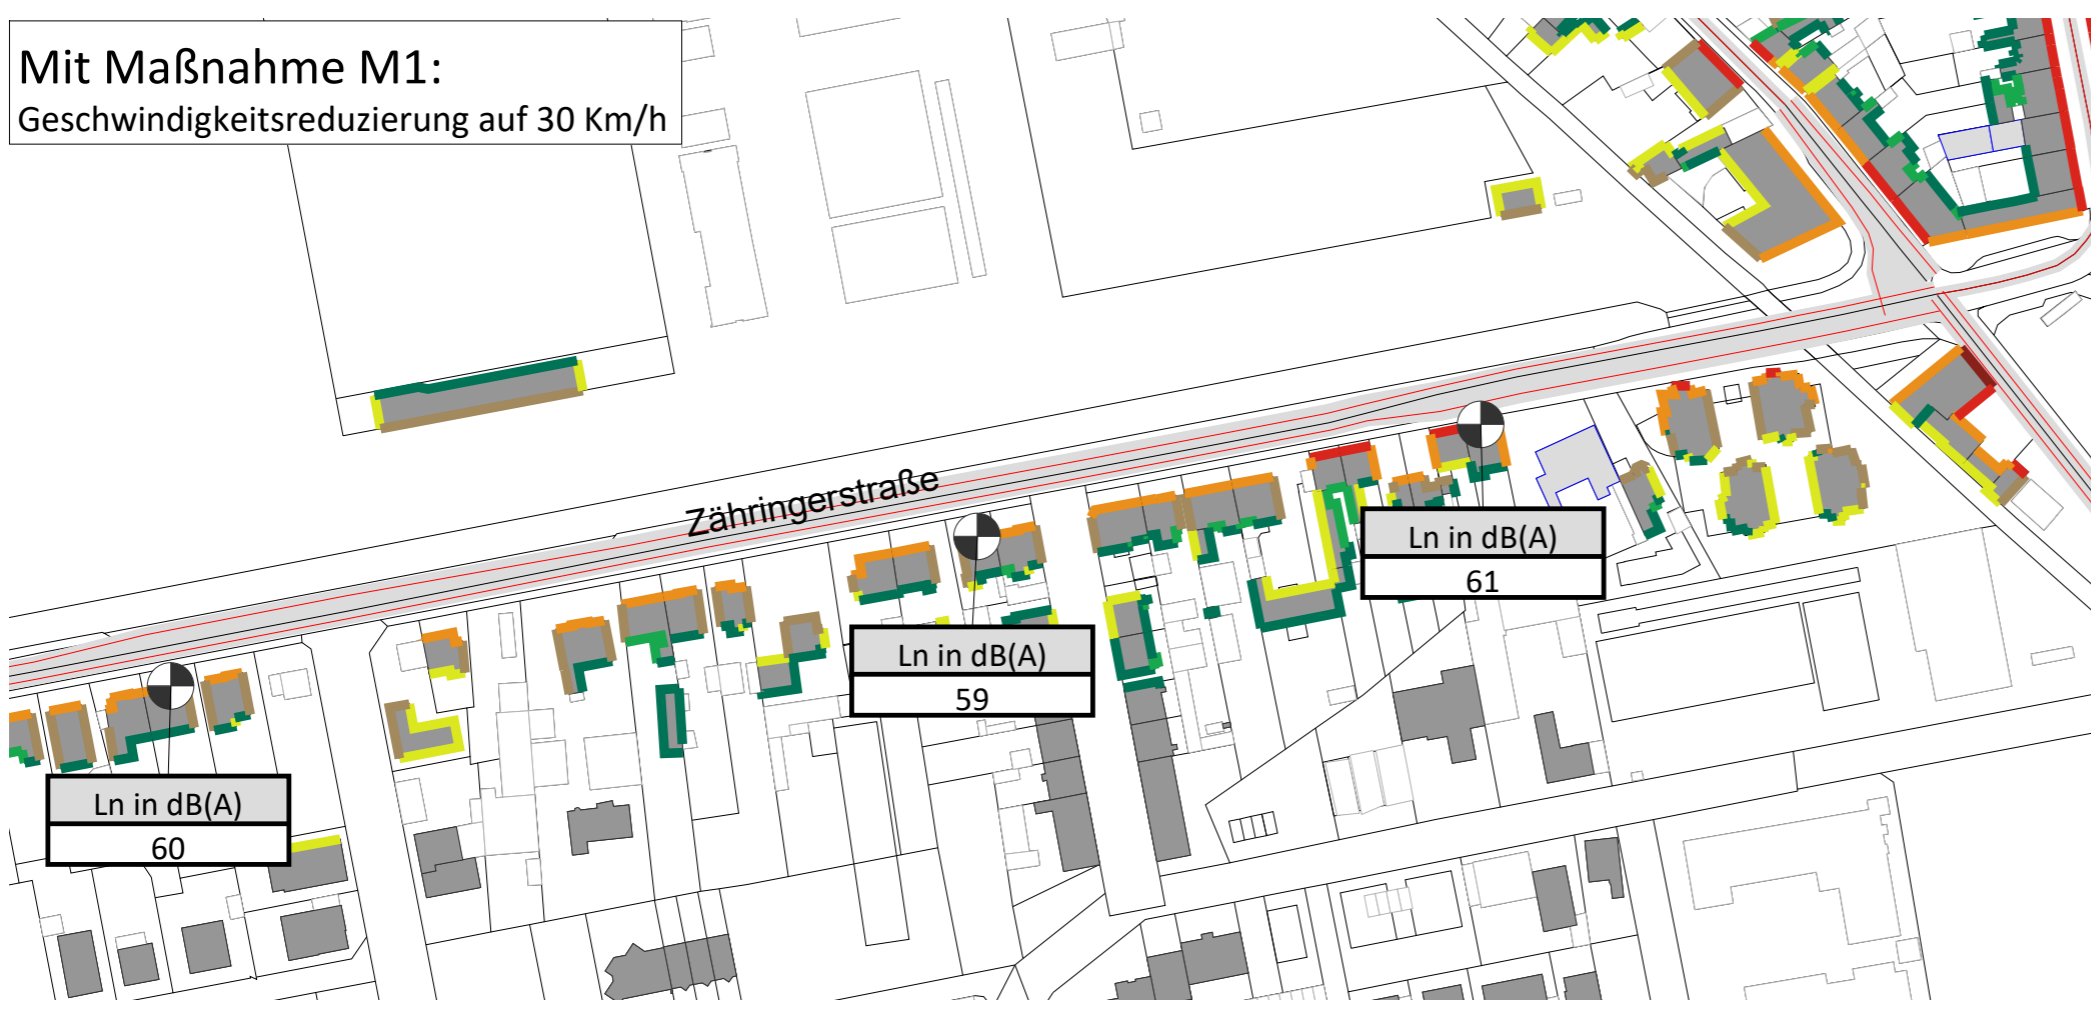 Mit Maßnahme M1:
Geschwindigkeitsreduzierung auf 30 Km/h
Zähringerstraße
Ln in dB(A)
61
Ln in dB(A)
59
Ln in dB(A)
60